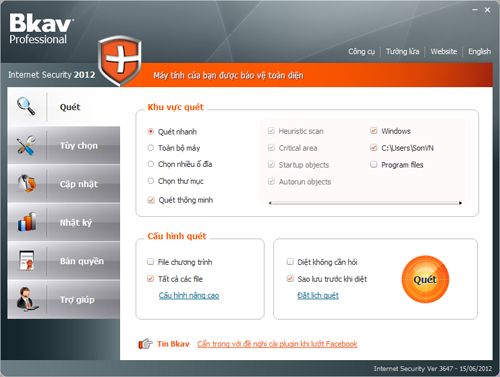 Bkav
Professional
Công cụ | Tường lửa | Website | English
Internet Security 2012
Máy tính của bạn được bảo vệ toàn diện
Quét
Tùy chọn
Cập nhật
Nhật ký
Bản quyền
Trợ giúp
Khu vực quét
Quét nhanh
Toàn bộ máy
Chọn nhiều ổ đĩa
Chọn thư mục
Quét thông minh
Heuristic scan
Critical area
Startup objects
Autorun objects
Windows
C:\Users\SonVN
Program files
Cấu hình quét
File chương trình
Tất cả các file
Cấu hình nâng cao
Diệt không cần hỏi
Sao lưu trước khi diệt
Đặt lịch quét
Quét
Tin Bkav
Cẩn trọng với đề nghị cài plugin khi lướt Facebook
Internet Security Ver 3647 - 15/06/2012